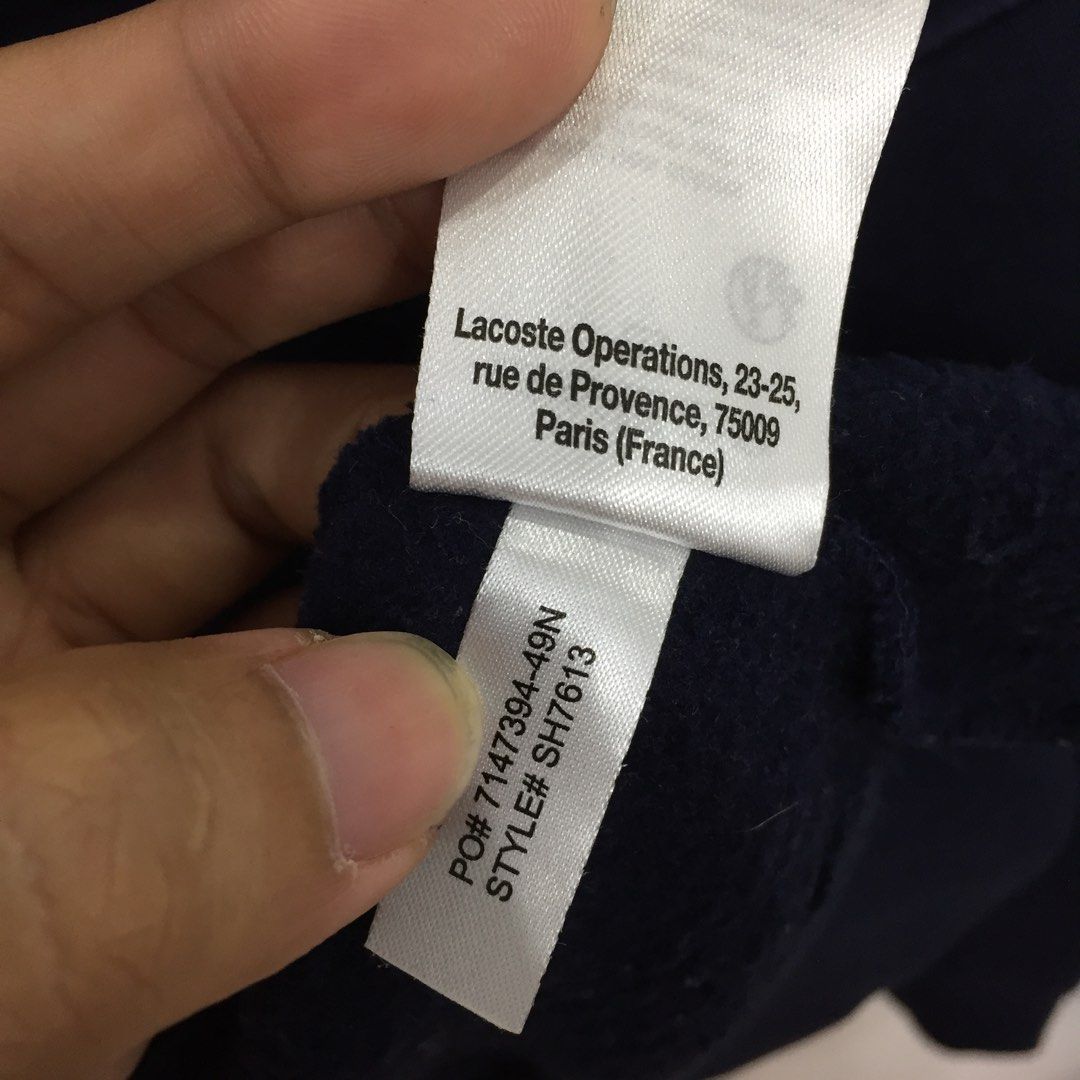 Lacoste Operations, 23-25,
rue de Provence, 75009
Paris (France)
PO# 7147394-49N
STYLE# SH7613